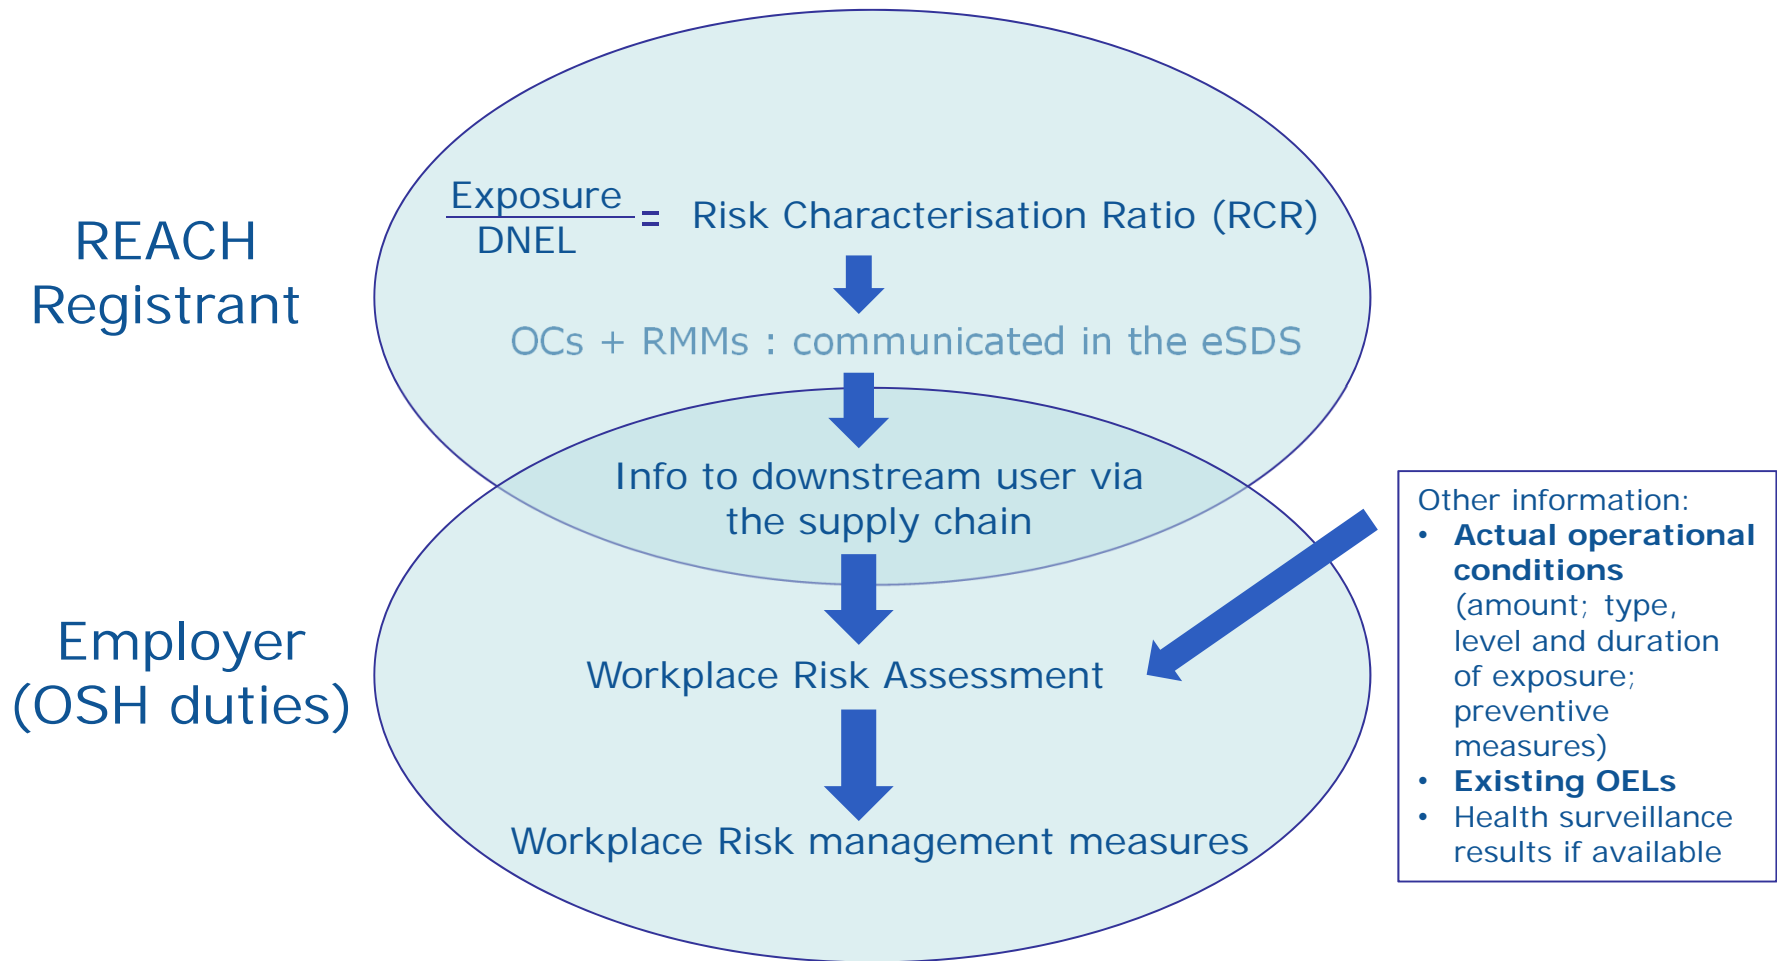 REACH
Registrant
Exposure
DNEL
= Risk Characterisation Ratio (RCR)
OCs + RMMs : communicated in the eSDS
Info to downstream user via
the supply chain
Employer
(OSH duties)
Workplace Risk Assessment
Workplace Risk management measures
Other information:
• Actual operational
conditions
(amount; type,
level and duration
of exposure;
preventive
measures)
• Existing OELs
• Health surveillance
results if available